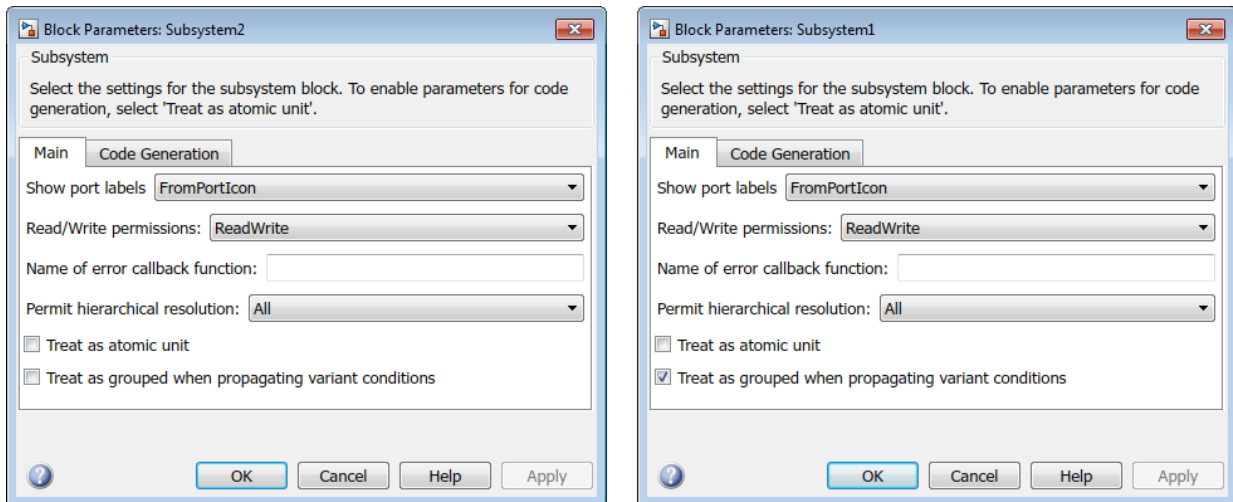 Block Parameters: Subsystem2
Subsystem
Select the settings for the subsystem block. To enable parameters for code
generation, select 'Treat as atomic unit'.
Main
Code Generation
Show port labels FromPortIcon
Read/Write permissions: ReadWrite
Name of error callback function:
Permit hierarchical resolution: All
Treat as atomic unit
Treat as grouped when propagating variant conditions
? OK Cancel Help Apply
Block Parameters: Subsystem1
Subsystem
Select the settings for the subsystem block. To enable parameters for code
generation, select 'Treat as atomic unit'.
Main
Code Generation
Show port labels FromPortIcon
Read/Write permissions: ReadWrite
Name of error callback function:
Permit hierarchical resolution: All
Treat as atomic unit
Treat as grouped when propagating variant conditions
? OK Cancel Help Apply